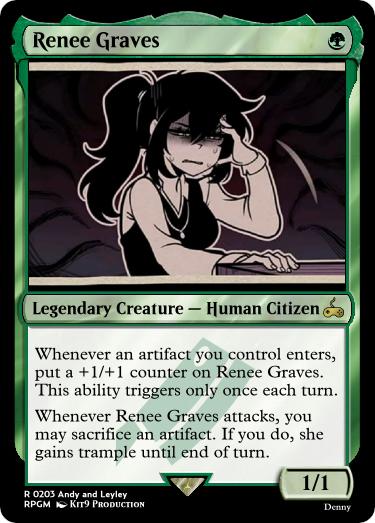 Renee Graves
Legendary Creature — Human Citizen
Whenever an artifact you control enters,
put a +1/+1 counter on Renee Graves.
This ability triggers only once each turn.
Whenever Renee Graves attacks, you
may sacrifice an artifact. If you do, she
gains trample until end of turn.
1/1
R 0203 Andy and Leyley
RPGM Kit9 Production
Denny